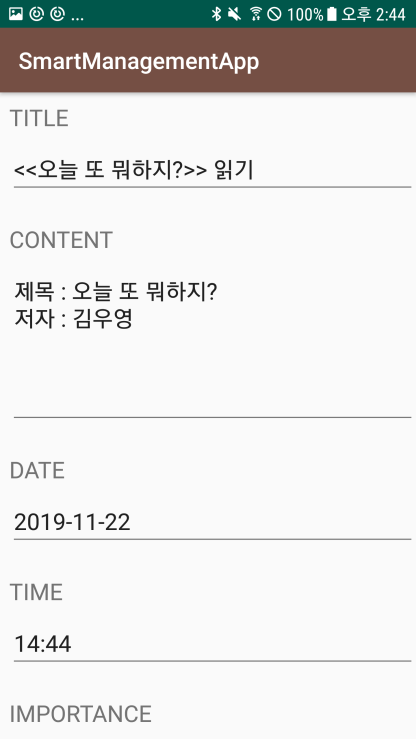 ... 100% 오후 2:44
SmartManagementApp
TITLE
<<오늘 또 뭐하지?>> 읽기
CONTENT
제목 : 오늘 또 뭐하지?
저자 : 김우영
DATE
2019-11-22
TIME
14:44
IMPORTANCE